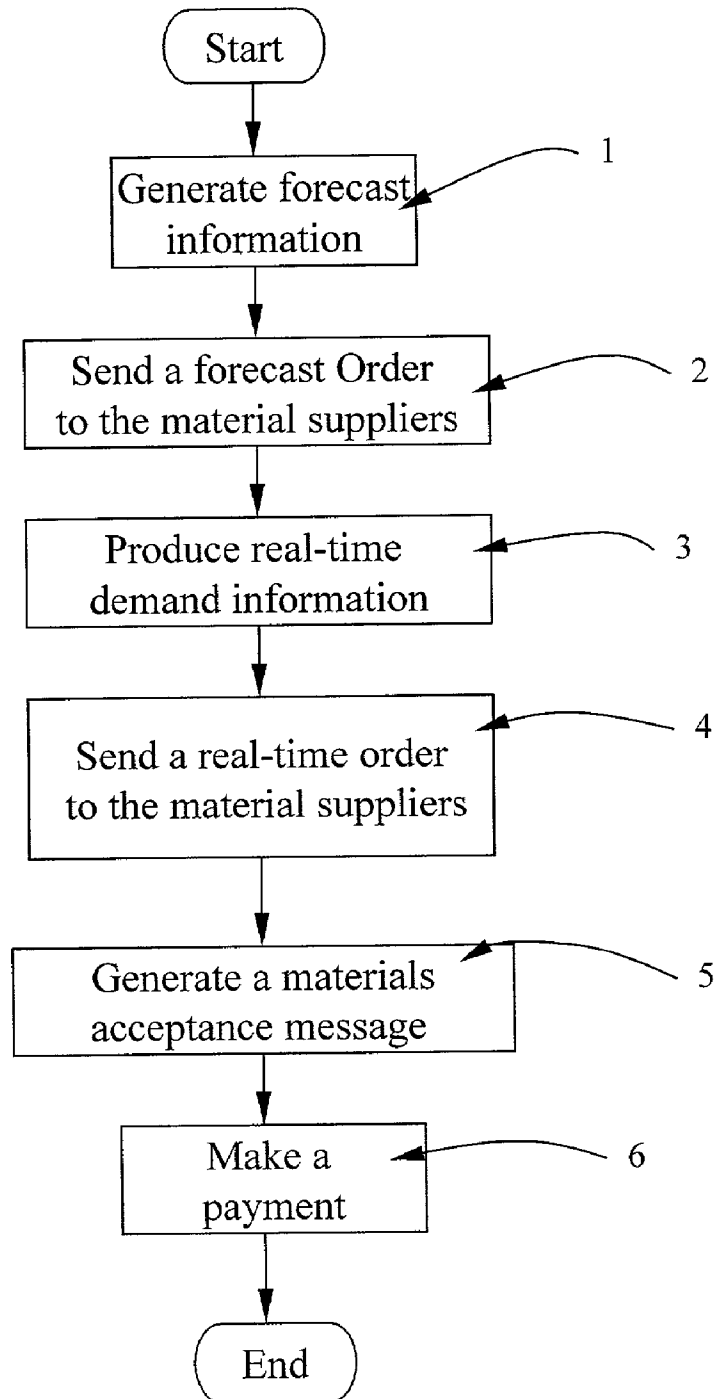 Start
1
Generate forecast
information
Send a forecast Order
to the material suppliers
2
Produce real-time
demand information
3
Send a real-time order
to the material suppliers
4
Generate a materials
acceptance message
5
Make a
payment
6
End